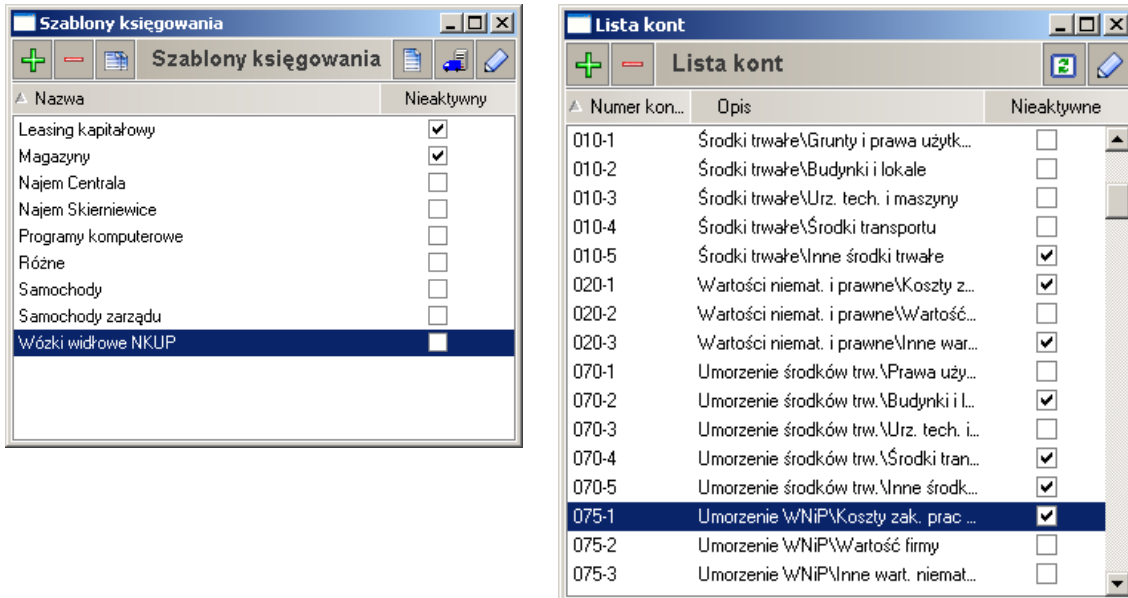 Szablony księgowania
Szablony księgowania
Nazwa Nieaktywny
Leasing kapitałowy
Magazyny
Najem Centrala
Najem Skierniewice
Programy komputerowe
Różne
Samochody
Samochody zarządu
Wózki widłowe NKUP
Lista kont
Lista kont
Numer kon... Opis Nieaktywne
010-1 Środki trwałe\Grunty i prawa użytk...
010-2 Środki trwałe\Budynki i lokale
010-3 Środki trwałe\Urz. tech. i maszyny
010-4 Środki trwałe\Środki transportu
010-5 Środki trwałe\Inne środki trwałe
020-1 Wartości niemat. i prawne\Koszty z...
020-2 Wartości niemat. i prawne\Wartość...
020-3 Wartości niemat. i prawne\Inne war...
070-1 Umorzenie środków trw.\Prawa uży...
070-2 Umorzenie środków trw.\Budynki i l...
070-3 Umorzenie środków trw.\Urz. tech. i...
070-4 Umorzenie środków trw.\Środki tran...
070-5 Umorzenie środków trw.\Inne środk...
075-1 Umorzenie WNiP\Koszty zak. prac ...
075-2 Umorzenie WNiP\Wartość firmy
075-3 Umorzenie WNiP\Inne wart. niemat...